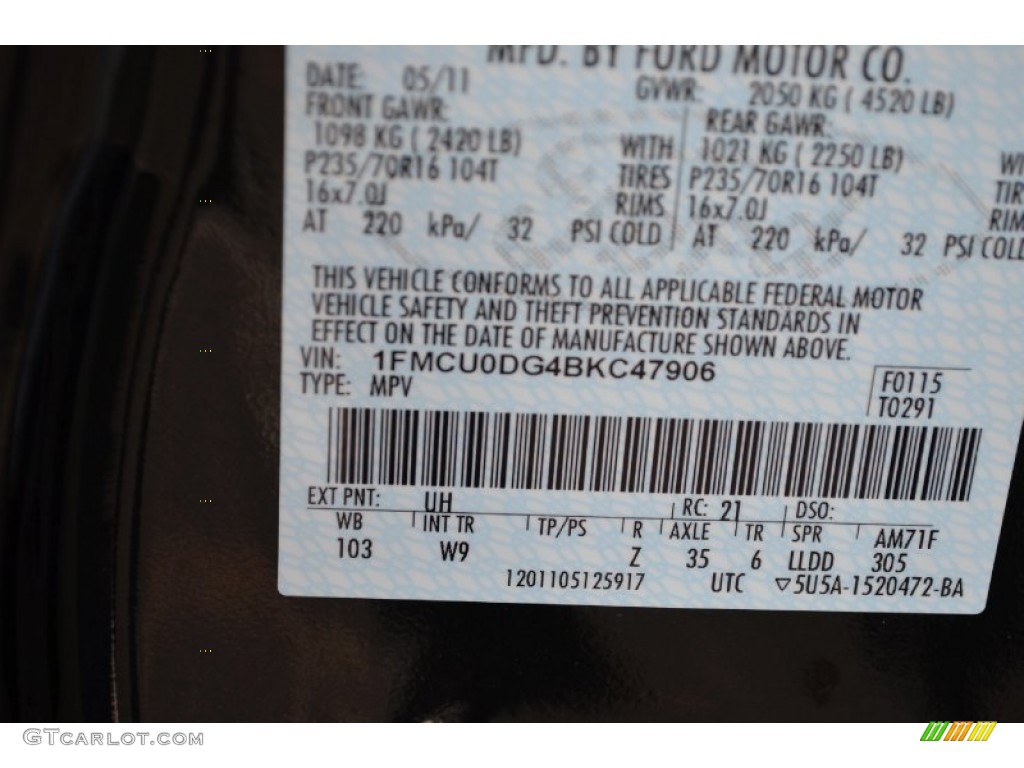 MFD. BY FORD MOTOR CO.
DATE: 05/11 GVWR: 2050 KG ( 4520 LB)
FRONT GAWR: REAR GAWR:
1098 KG ( 2420 LB) WITH 1021 KG ( 2250 LB)
P235/70R16 104T TIRES P235/70R16 104T
16x7.0J RIMS 16x7.0J
AT 220 kPa/ 32 PSI COLD AT 220 kPa/ 32 PSI COLD
THIS VEHICLE CONFORMS TO ALL APPLICABLE FEDERAL MOTOR
VEHICLE SAFETY AND THEFT PREVENTION STANDARDS IN
EFFECT ON THE DATE OF MANUFACTURE SHOWN ABOVE.
VIN: 1FMCU0DG4BKC47906
TYPE: MPV
F0115
T0291
EXT PNT: UH RC: 21 DSO:
WB INT TR TP/PS R AXLE TR SPR AM71F
103 W9 Z 35 6 LLDD 305
1201105125917 UTC ▽5U5A-1520472-BA
GTCARLOT.COM